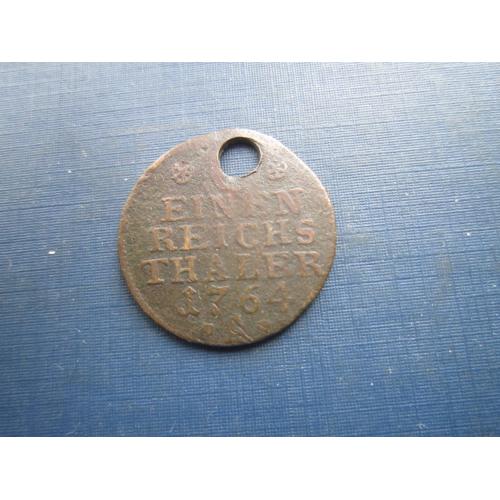 EINEN
REICHS
THALER
1764
A